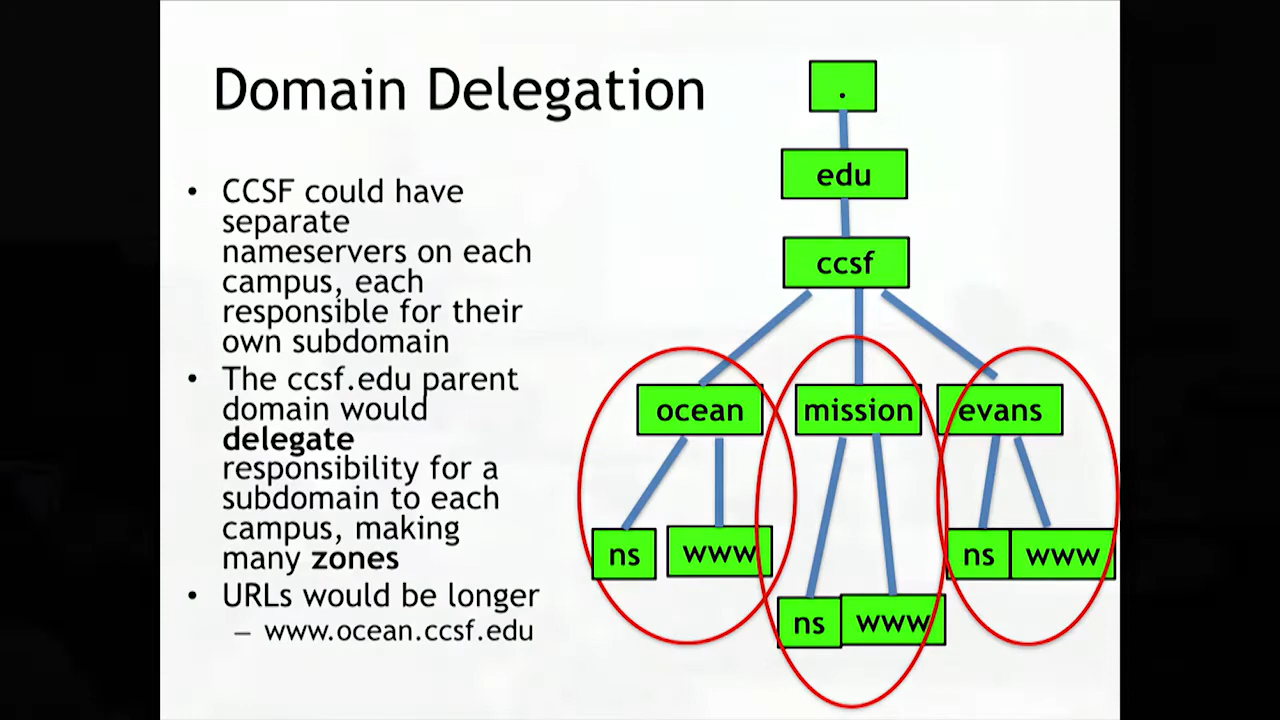 Domain Delegation
• CCSF could have
separate
nameservers on each
campus, each
responsible for their
own subdomain
• The ccsf.edu parent
domain would
delegate
responsibility for a
subdomain to each
campus, making
many zones
• URLs would be longer
– www.ocean.ccsf.edu
.
edu
ccsf
ocean
mission
evans
ns
www
ns
www
ns
www